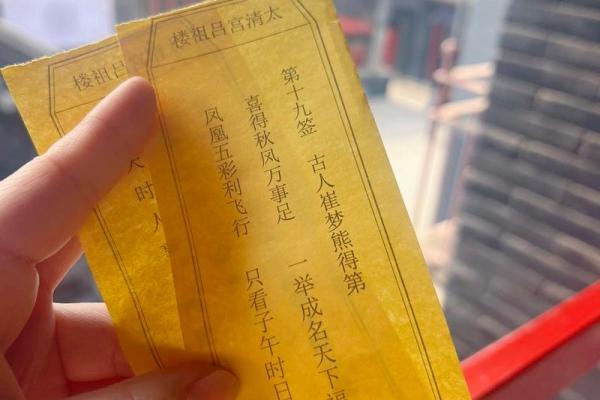 太清宫吕祖楼
第十九签 古人崔梦熊得第
喜得秋风万事足 一举成名天下
凤凰五彩利飞行 只看子午时日
吕祖楼
时人